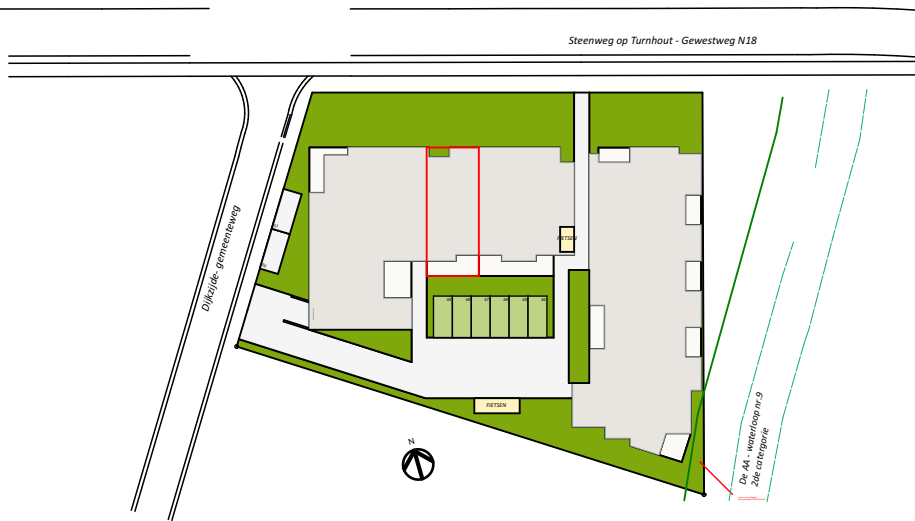 Steenweg op Turnhout - Gewestweg N18
Dijkzijde- gemeenteweg
FIETSEN
FIETSEN
N
De AA - waterloop nr.9
2de catergorie